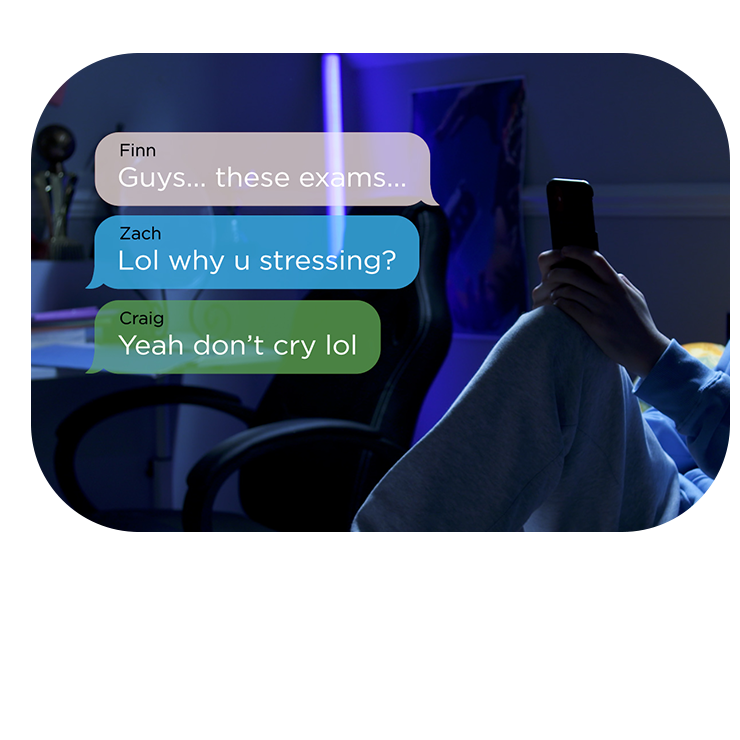 Finn
Guys... these exams...
Zach
Lol why u stressing?
Craig
Yeah don’t cry lol